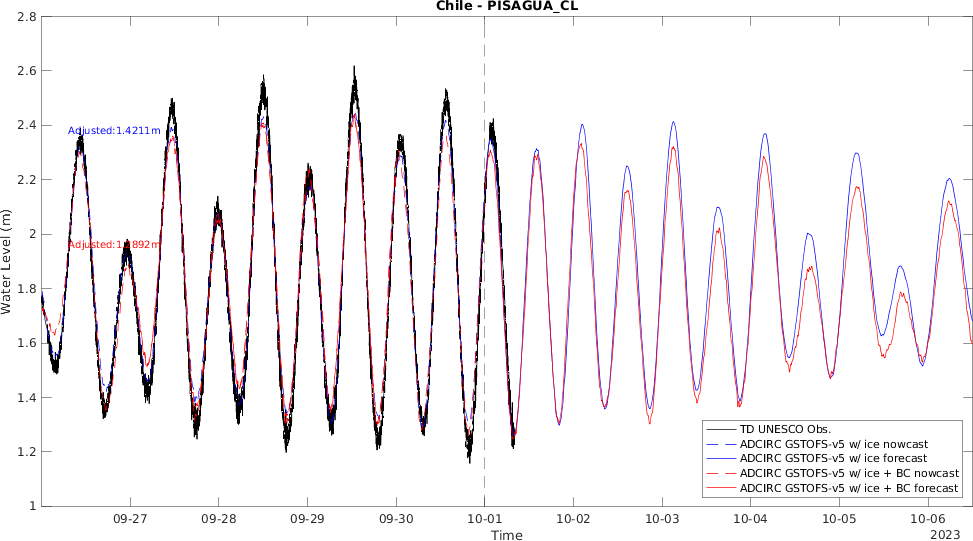 Chile - PISAGUA_CL
2.8
2.6
2.4
2.2
2
1.8
1.6
1.4
1.2
1
Water Level (m)
Adjusted:1.4211m
TD UNESCO Obs.
ADCIRC GSTOFS-v5 w/ ice nowcast
ADCIRC GSTOFS-v5 w/ ice forecast
ADCIRC GSTOFS-v5 w/ ice + BC nowcast
ADCIRC GSTOFS-v5 w/ ice + BC forecast
09-27
09-28
09-29
09-30
10-01
10-02
10-03
10-04
10-05
10-06
Time
2023